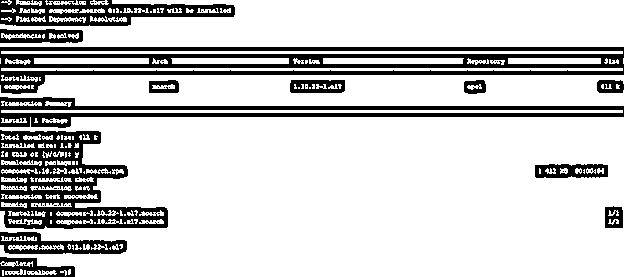 --> Running transaction check
---> Package composer.noarch 0:1.10.22-1.el7 will be installed
--> Finished Dependency Resolution
Dependencies Resolved
Package Arch Version Repository Size
Installing:
composer noarch 1.10.22-1.el7 epel 411 k
Transaction Summary
Install 1 Package
Total download size: 411 k
Installed size: 1.8 M
Is this ok [y/d/N]: y
Downloading packages:
composer-1.10.22-1.el7.noarch.rpm | 411 kB 00:00:04
Running transaction check
Running transaction test
Transaction test succeeded
Running transaction
Installing : composer-1.10.22-1.el7.noarch 1/1
Verifying : composer-1.10.22-1.el7.noarch 1/1
Installed:
composer.noarch 0:1.10.22-1.el7
Complete!
[root@localhost ~]#